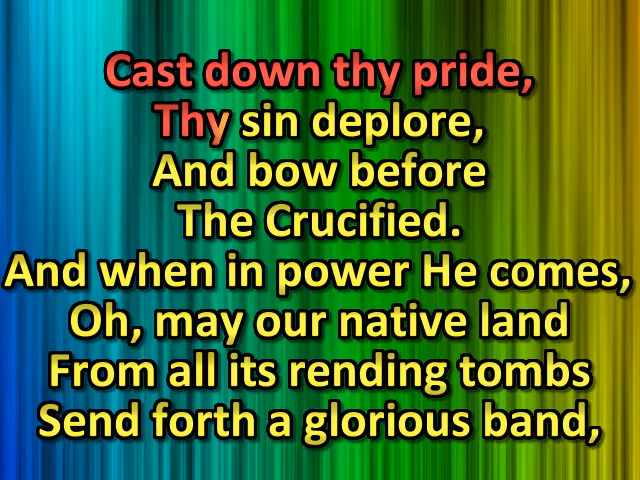 Cast down thy pride,
Thy sin deplore,
And bow before
The Crucified.
And when in power He comes,
Oh, may our native land
From all its rending tombs
Send forth a glorious band,